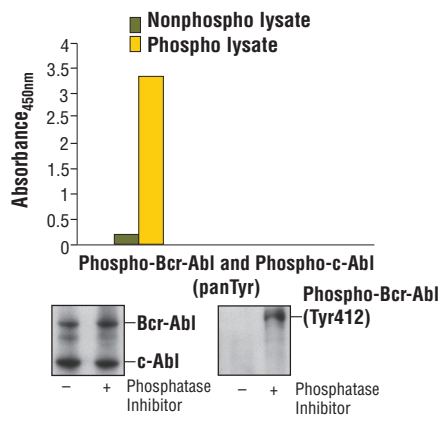 Nonphospho lysate
Phospho lysate
Absorbance450nm
4
3.5
3
2.5
2
1.5
1
0.5
0
Phospho-Bcr-Abl and Phospho-c-Abl
(panTyr)
Bcr-Abl
c-Abl
– + Phosphatase
Inhibitor
Phospho-Bcr-Abl
(Tyr412)
– + Phosphatase
Inhibitor